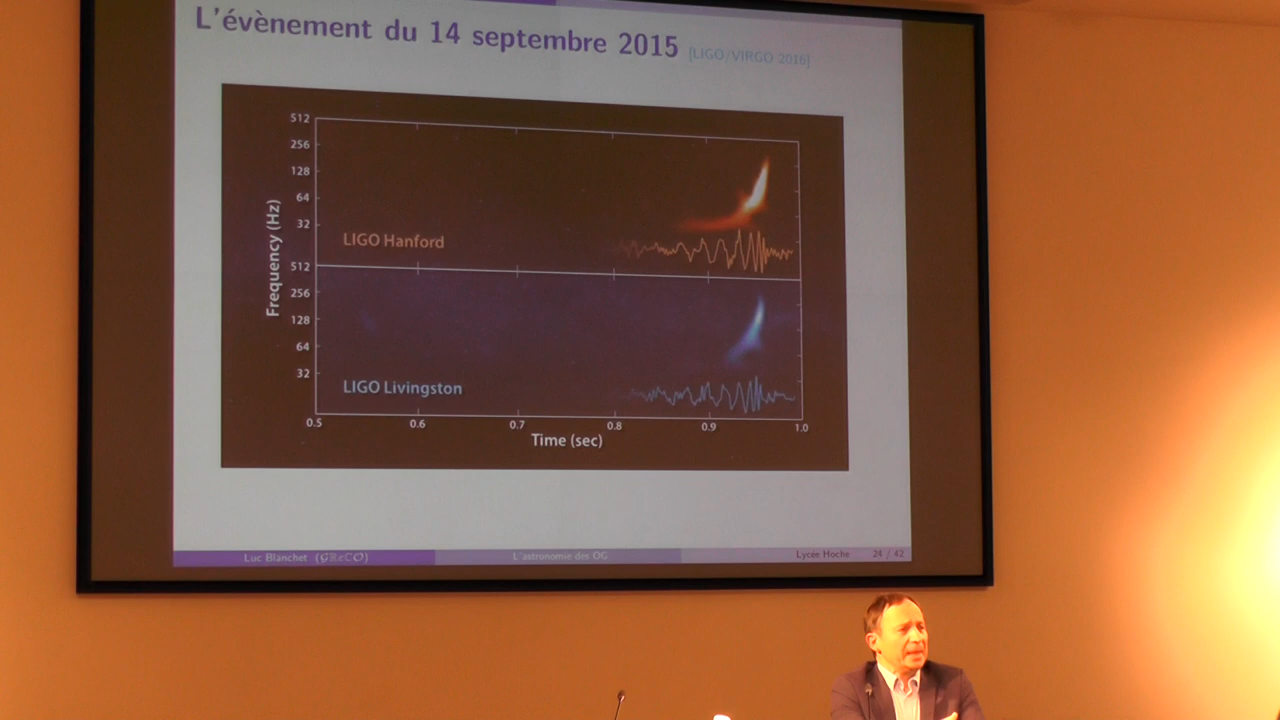 L'évènement du 14 septembre 2015 [LIGO/VIRGO 2016]
512
256
128
64
32
LIGO Hanford
Frequency (Hz)
512
256
128
64
32
LIGO Livingston
0.5 0.6 0.7 0.8 0.9 1.0
Time (sec)
Luc Blanchet (GReCO) L'astronomie des OG Lycée Hoche 24 / 42